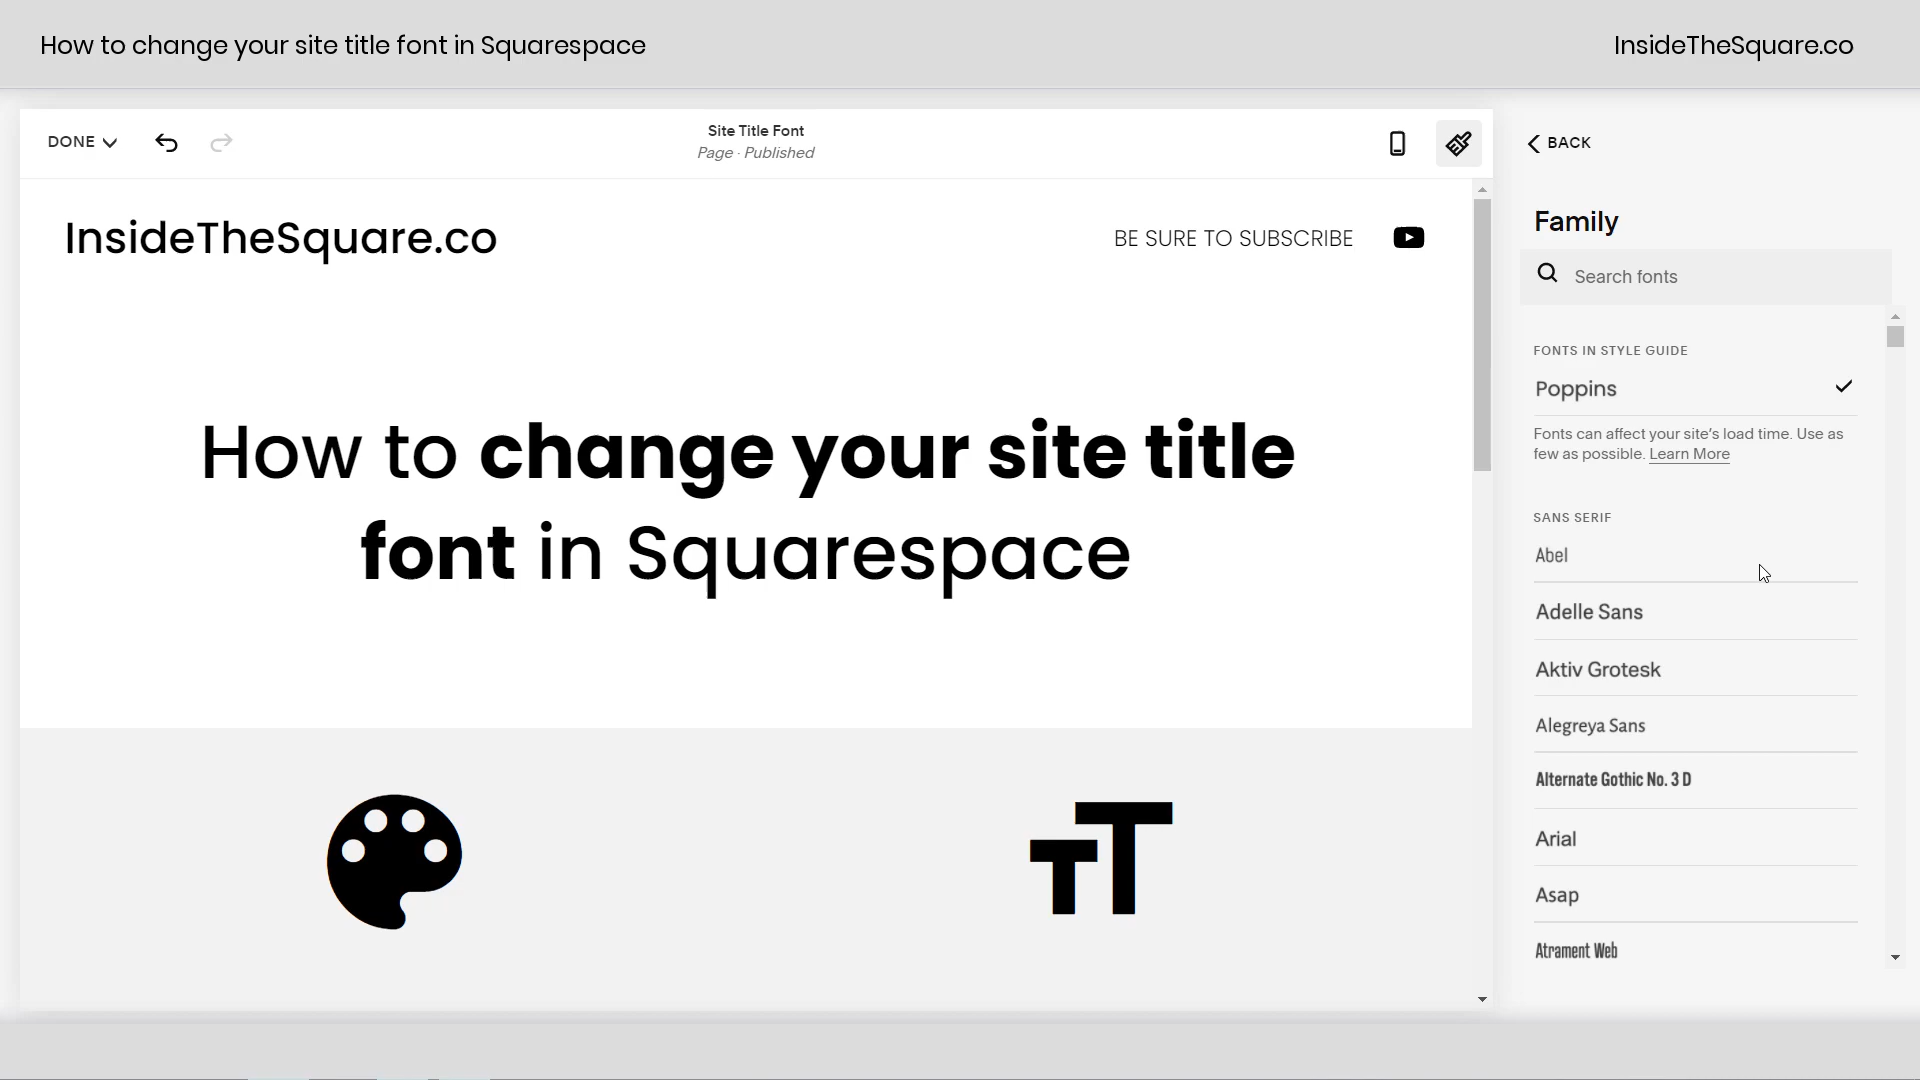 How to change your site title font in Squarespace
InsideTheSquare.co
DONE
Site Title Font
Page · Published
BACK
InsideTheSquare.co
BE SURE TO SUBSCRIBE
How to change your site title
font in Squarespace
Family
Search fonts
FONTS IN STYLE GUIDE
Poppins
Fonts can affect your site's load time. Use as
few as possible. Learn More
SANS SERIF
Abel
Adelle Sans
Aktiv Grotesk
Alegreya Sans
Alternate Gothic No. 3 D
Arial
Asap
Atrament Web